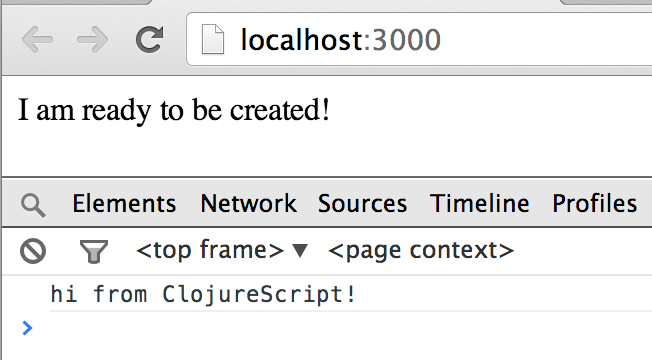 localhost:3000
I am ready to be created!
Elements Network Sources Timeline Profiles
<top frame> ▼ <page context>
hi from ClojureScript!
>